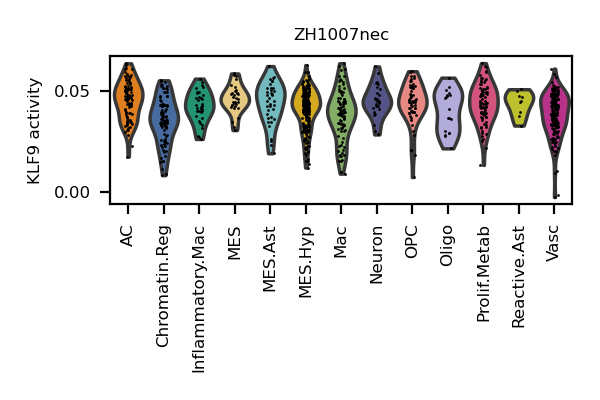 ZH1007nec
KLF9 activity
0.05
0.00
AC
Chromatin.Reg
Inflammatory.Mac
MES
MES.Ast
MES.Hyp
Mac
Neuron
OPC
Oligo
Prolif.Metab
Reactive.Ast
Vasc